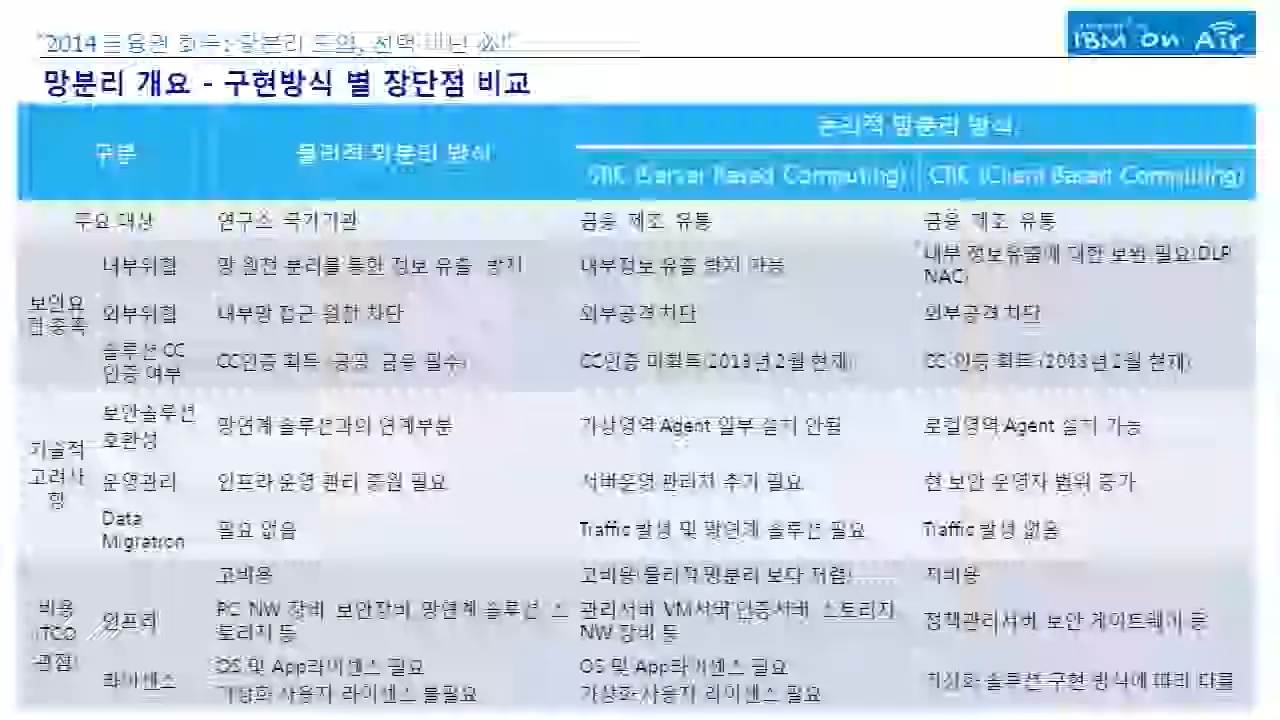 "2014 금융권 화두: 망분리 도입, 선택 아닌 必!"
IBM on Air
망분리 개요 - 구현방식 별 장단점 비교
구분
물리적 망분리 방식
논리적 망분리 방식
SBC (Server Based Computing)
CBC (Client Based Computing)
주요 대상
연구소 국가기관
금융 제조 유통
금융 제조 유통
보안요
건충족
내부위협
망 원천 분리를 통한 정보 유출 방지
내부정보 유출 방지 가능
내부 정보유출에 대한 보완 필요(DLP
NAC)
외부위협
내부망 접근 원천 차단
외부공격 차단
외부공격 차단
솔루션 CC
인증 여부
CC인증 획득 (공공 금융 필수)
CC인증 미획득(2013년 2월 현재)
CC 인증 획득 (2013년 2월 현재)
기술적
고려사
항
보안솔루션
호환성
망연계 솔루션과의 연계부분
가상영역 Agent 일부 설치 안됨
로컬영역 Agent 설치 가능
운영관리
인프라 운영 관리 증원 필요
서버운영 관리자 추가 필요
현 보안 운영자 범위 증가
Data
Migration
필요 없음
Traffic 발생 및 망연계 솔루션 필요
Traffic 발생 없음
비용
(TCO
관점)
인프라
고비용
PC NW 장비 보안장비 망연계 솔루션 스
토리지 등
고비용(물리적 망분리 보다 저렴)
관리서버 VM서버 인증서버 스토리지
NW 장비 등
저비용
정책관리서버 보안 게이트웨이 등
라이센스
OS 및 App라이센스 필요
가상화 사용자 라이센스 불필요
OS 및 App라이센스 필요
가상화 사용자 라이센스 필요
가상화 솔루션 구현 방식에 따라 다름